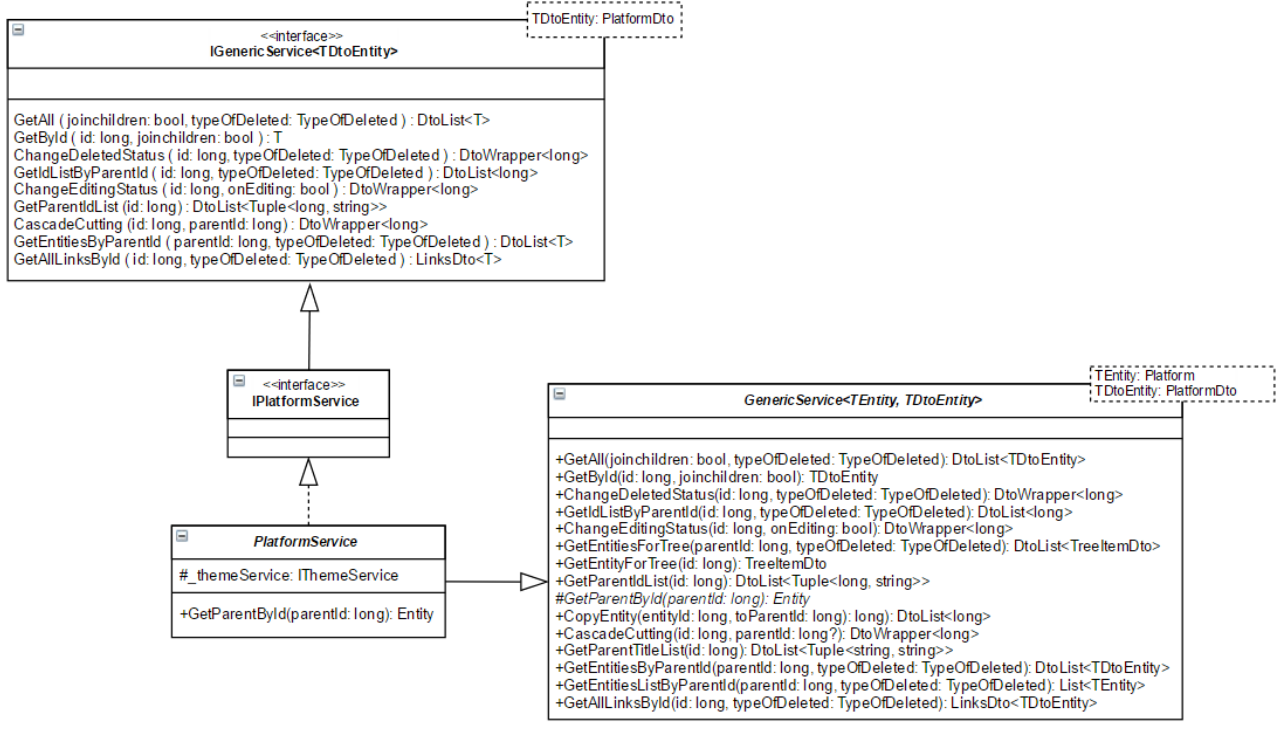 TDtoEntity: PlatformDto
<<interface>>
IGenericService<TDtoEntity>
GetAll ( joinchildren: bool, typeOfDeleted: TypeOfDeleted ) : DtoList<T>
GetById ( id: long, joinchildren: bool ) : T
ChangeDeletedStatus ( id: long, typeOfDeleted: TypeOfDeleted ) : DtoWrapper<long>
GetIdListByParentId ( id: long, typeOfDeleted: TypeOfDeleted ) : DtoList<long>
ChangeEditingStatus ( id: long, onEditing: bool ) : DtoWrapper<long>
GetParentIdList (id: long) : DtoList<Tuple<long, string>>
CascadeCutting (id: long, parentId: long) : DtoWrapper<long>
GetEntitiesByParentId ( parentId: long, typeOfDeleted: TypeOfDeleted ) : DtoList<T>
GetAllLinksById ( id: long, typeOfDeleted: TypeOfDeleted ) : LinksDto<T>
<<interface>>
IPlatformService
PlatformService
#_themeService: IThemeService
+GetParentById(parentId: long): Entity
TEntity: Platform
TDtoEntity: PlatformDto
GenericService<TEntity, TDtoEntity>
+GetAll(joinchildren: bool, typeOfDeleted: TypeOfDeleted): DtoList<TDtoEntity>
+GetById(id: long, joinchildren: bool): TDtoEntity
+ChangeDeletedStatus(id: long, typeOfDeleted: TypeOfDeleted): DtoWrapper<long>
+GetIdListByParentId(id: long, typeOfDeleted: TypeOfDeleted): DtoList<long>
+ChangeEditingStatus(id: long, onEditing: bool): DtoWrapper<long>
+GetEntitiesForTree(parentId: long, typeOfDeleted: TypeOfDeleted): DtoList<TreeItemDto>
+GetEntityForTree(id: long): TreeItemDto
+GetParentIdList(id: long): DtoList<Tuple<long, string>>
#GetParentById(parentId: long): Entity
+CopyEntity(entityId: long, toParentId: long): long): DtoList<long>
+CascadeCutting(id: long, parentId: long?): DtoWrapper<long>
+GetParentTitleList(id: long): DtoList<Tuple<string, string>>
+GetEntitiesByParentId(parentId: long, typeOfDeleted: TypeOfDeleted): DtoList<TDtoEntity>
+GetEntitiesListByParentId(parentId: long, typeOfDeleted: TypeOfDeleted): List<TEntity>
+GetAllLinksById(id: long, typeOfDeleted: TypeOfDeleted): LinksDto<TDtoEntity>